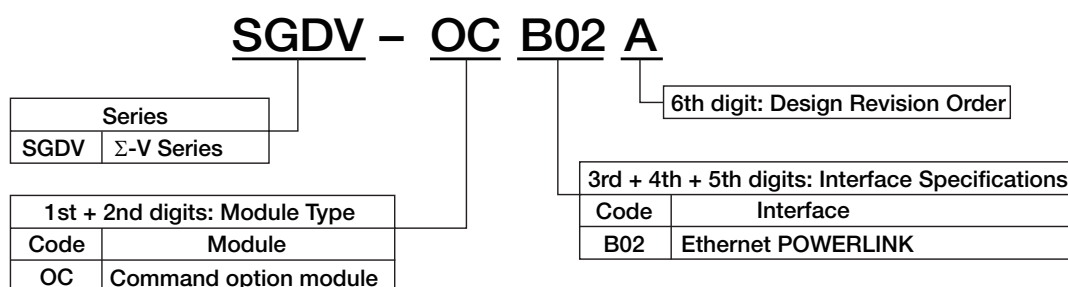 SGDV – OC B02 A
6th digit: Design Revision Order
Series
SGDV Σ-V Series
3rd + 4th + 5th digits: Interface Specifications
Code Interface
B02 Ethernet POWERLINK
1st + 2nd digits: Module Type
Code Module
OC Command option module